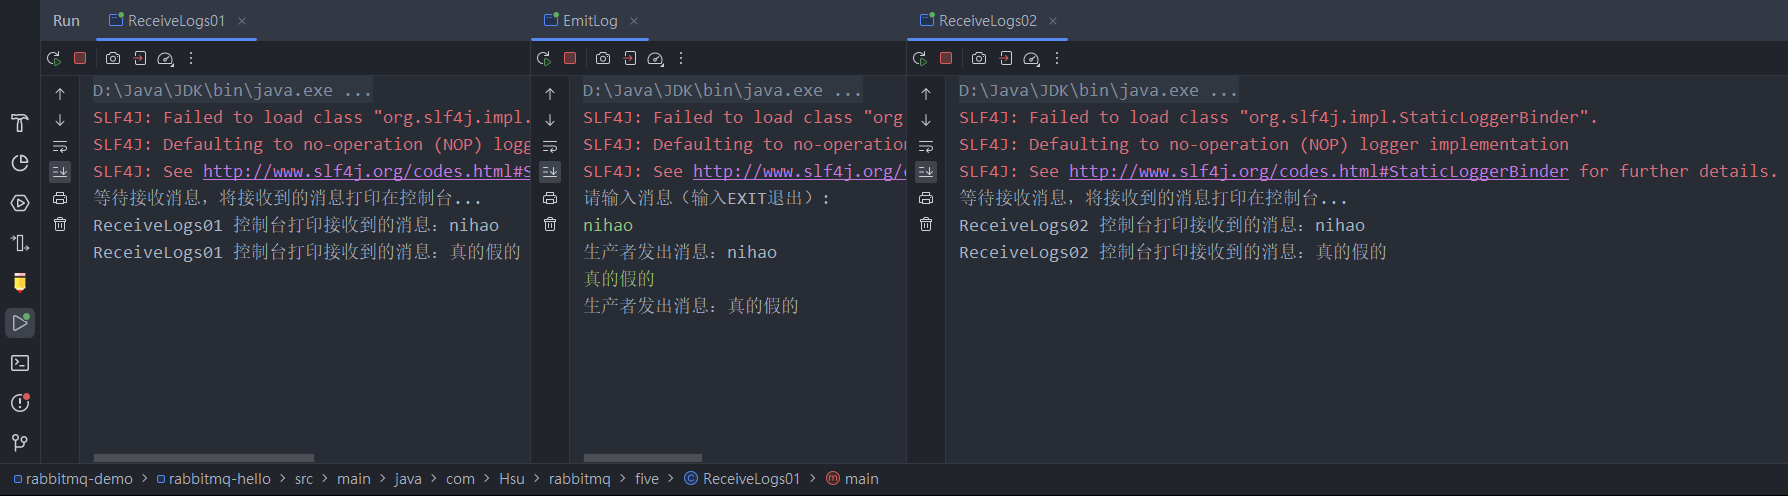 Run
ReceiveLogs01
D:\Java\JDK\bin\java.exe ...
SLF4J: Failed to load class "org.slf4j.impl.
SLF4J: Defaulting to no-operation (NOP) logg
SLF4J: See http://www.slf4j.org/codes.html#S
等待接收消息，将接收到的消息打印在控制台...
ReceiveLogs01 控制台打印接收到的消息：nihao
ReceiveLogs01 控制台打印接收到的消息：真的假的
EmitLog
D:\Java\JDK\bin\java.exe ...
SLF4J: Failed to load class "org
SLF4J: Defaulting to no-operation
SLF4J: See http://www.slf4j.org/c
请输入消息（输入EXIT退出）：
nihao
生产者发出消息：nihao
真的假的
生产者发出消息：真的假的
ReceiveLogs02
D:\Java\JDK\bin\java.exe ...
SLF4J: Failed to load class "org.slf4j.impl.StaticLoggerBinder".
SLF4J: Defaulting to no-operation (NOP) logger implementation
SLF4J: See http://www.slf4j.org/codes.html#StaticLoggerBinder for further details.
等待接收消息，将接收到的消息打印在控制台...
ReceiveLogs02 控制台打印接收到的消息：nihao
ReceiveLogs02 控制台打印接收到的消息：真的假的
rabbitmq-demo > rabbitmq-hello > src > main > java > com > Hsu > rabbitmq > five > ReceiveLogs01 > main